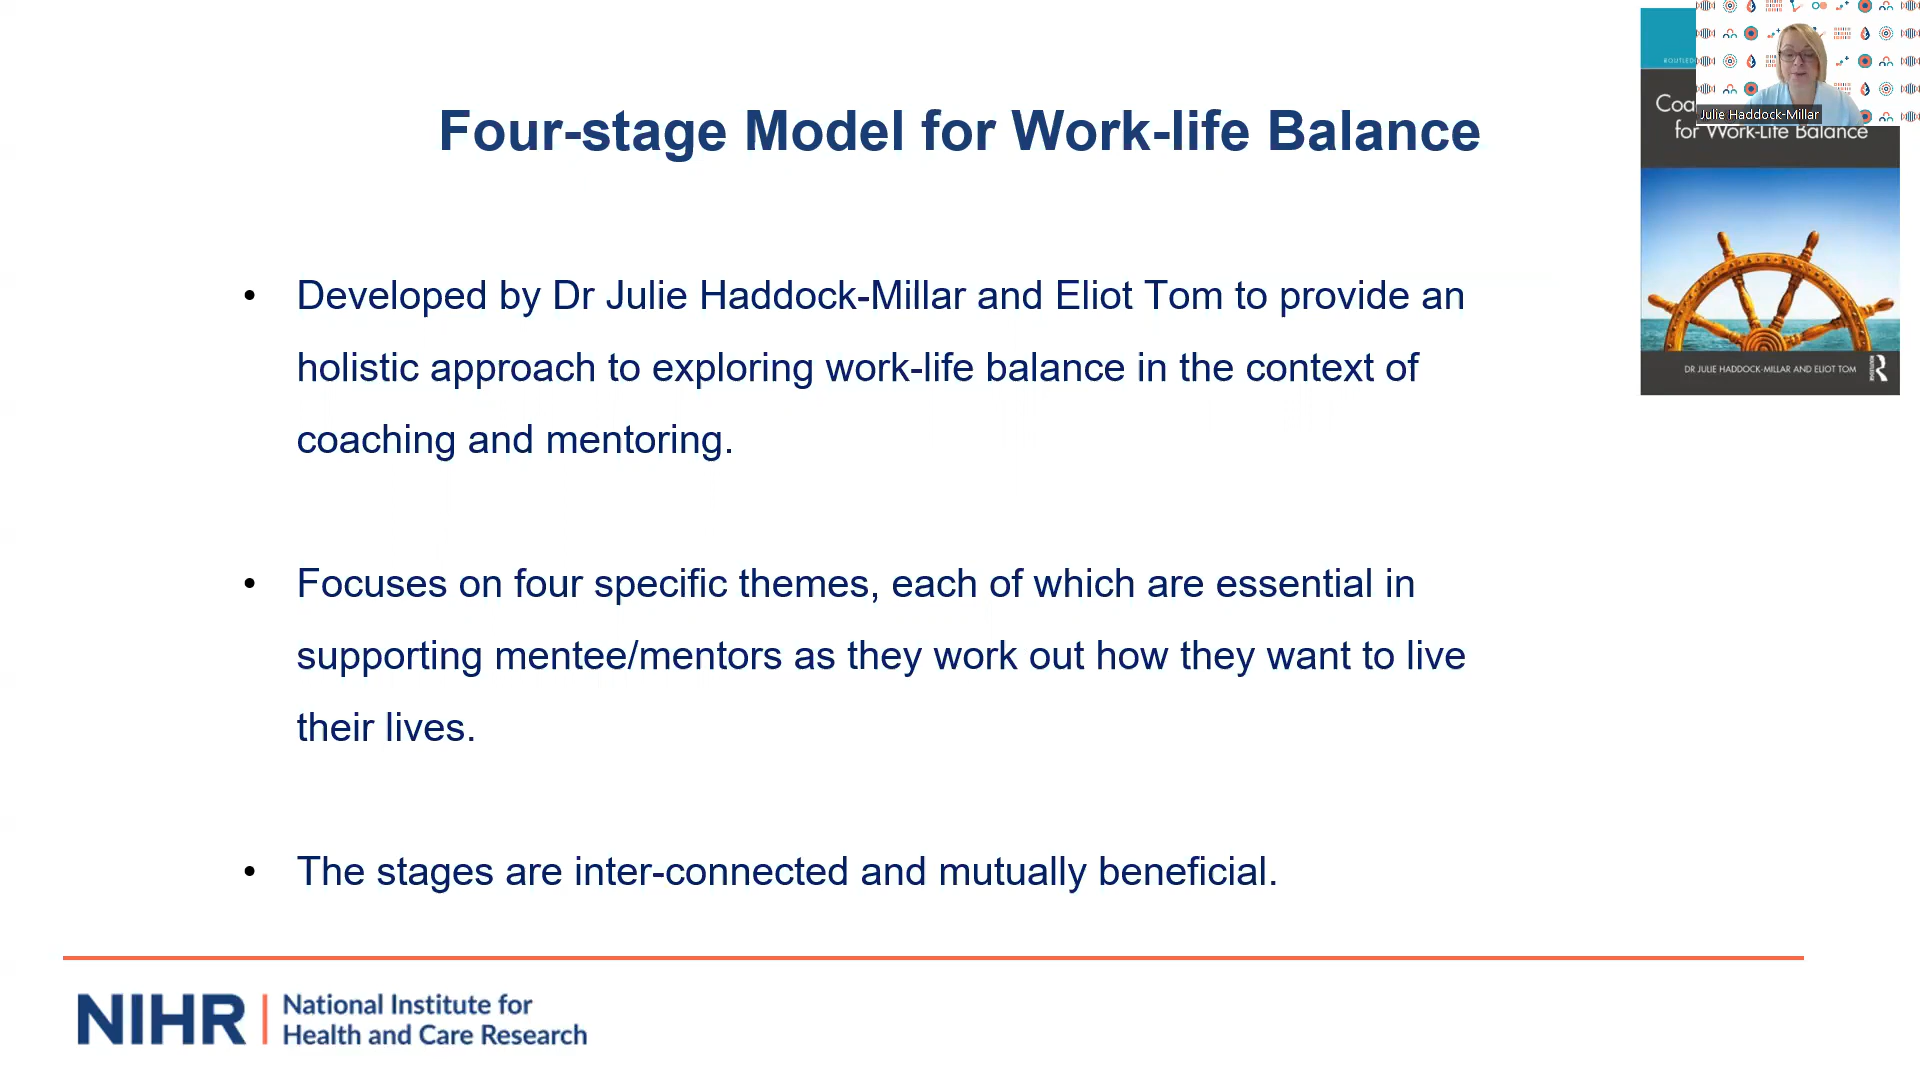 Four-stage Model for Work-life Balance
• Developed by Dr Julie Haddock-Millar and Eliot Tom to provide an
holistic approach to exploring work-life balance in the context of
coaching and mentoring.
• Focuses on four specific themes, each of which are essential in
supporting mentee/mentors as they work out how they want to live
their lives.
• The stages are inter-connected and mutually beneficial.
Julie Haddock-Millar
for Work-Life Balance
DR JULIE HADDOCK-MILLAR AND ELIOT TOM
ROUTLEDGE
NIHR | National Institute for
Health and Care Research